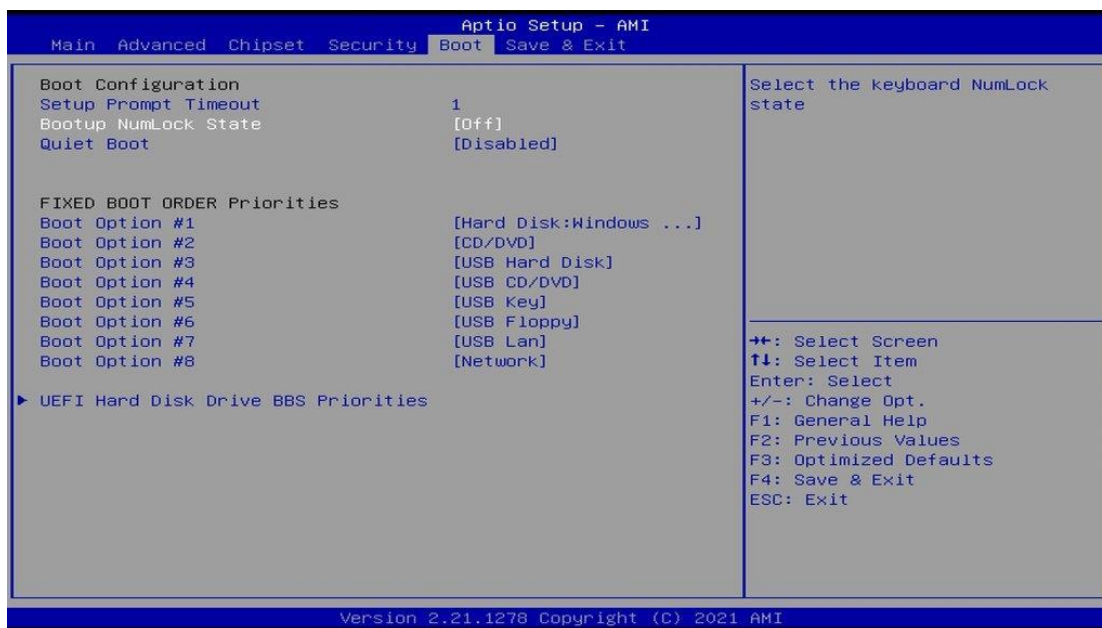 Aptio Setup – AMI
Main Advanced Chipset Security Boot Save & Exit
Boot Configuration
Setup Prompt Timeout 1
Bootup NumLock State [Off]
Quiet Boot [Disabled]
FIXED BOOT ORDER Priorities
Boot Option #1 [Hard Disk:Windows ...]
Boot Option #2 [CD/DVD]
Boot Option #3 [USB Hard Disk]
Boot Option #4 [USB CD/DVD]
Boot Option #5 [USB Key]
Boot Option #6 [USB Floppy]
Boot Option #7 [USB Lan]
Boot Option #8 [Network]
▶ UEFI Hard Disk Drive BBS Priorities
Select the keyboard NumLock
state
→←: Select Screen
↑↓: Select Item
Enter: Select
+/-: Change Opt.
F1: General Help
F2: Previous Values
F3: Optimized Defaults
F4: Save & Exit
ESC: Exit
Version 2.21.1278 Copyright (C) 2021 AMI